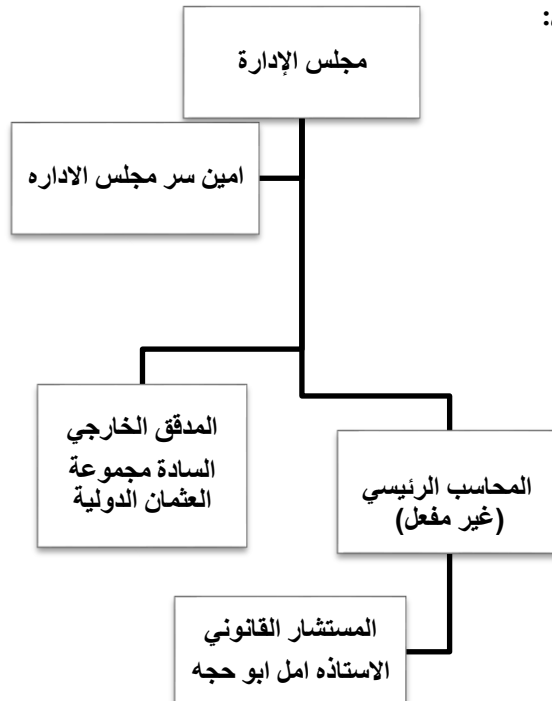 :
مجلس الإدارة
امين سر مجلس الاداره
المدقق الخارجي
السادة مجموعة
العثمان الدولية
المحاسب الرئيسي
(غير مفعل)
المستشار القانوني
الاستاذه امل ابو حجه